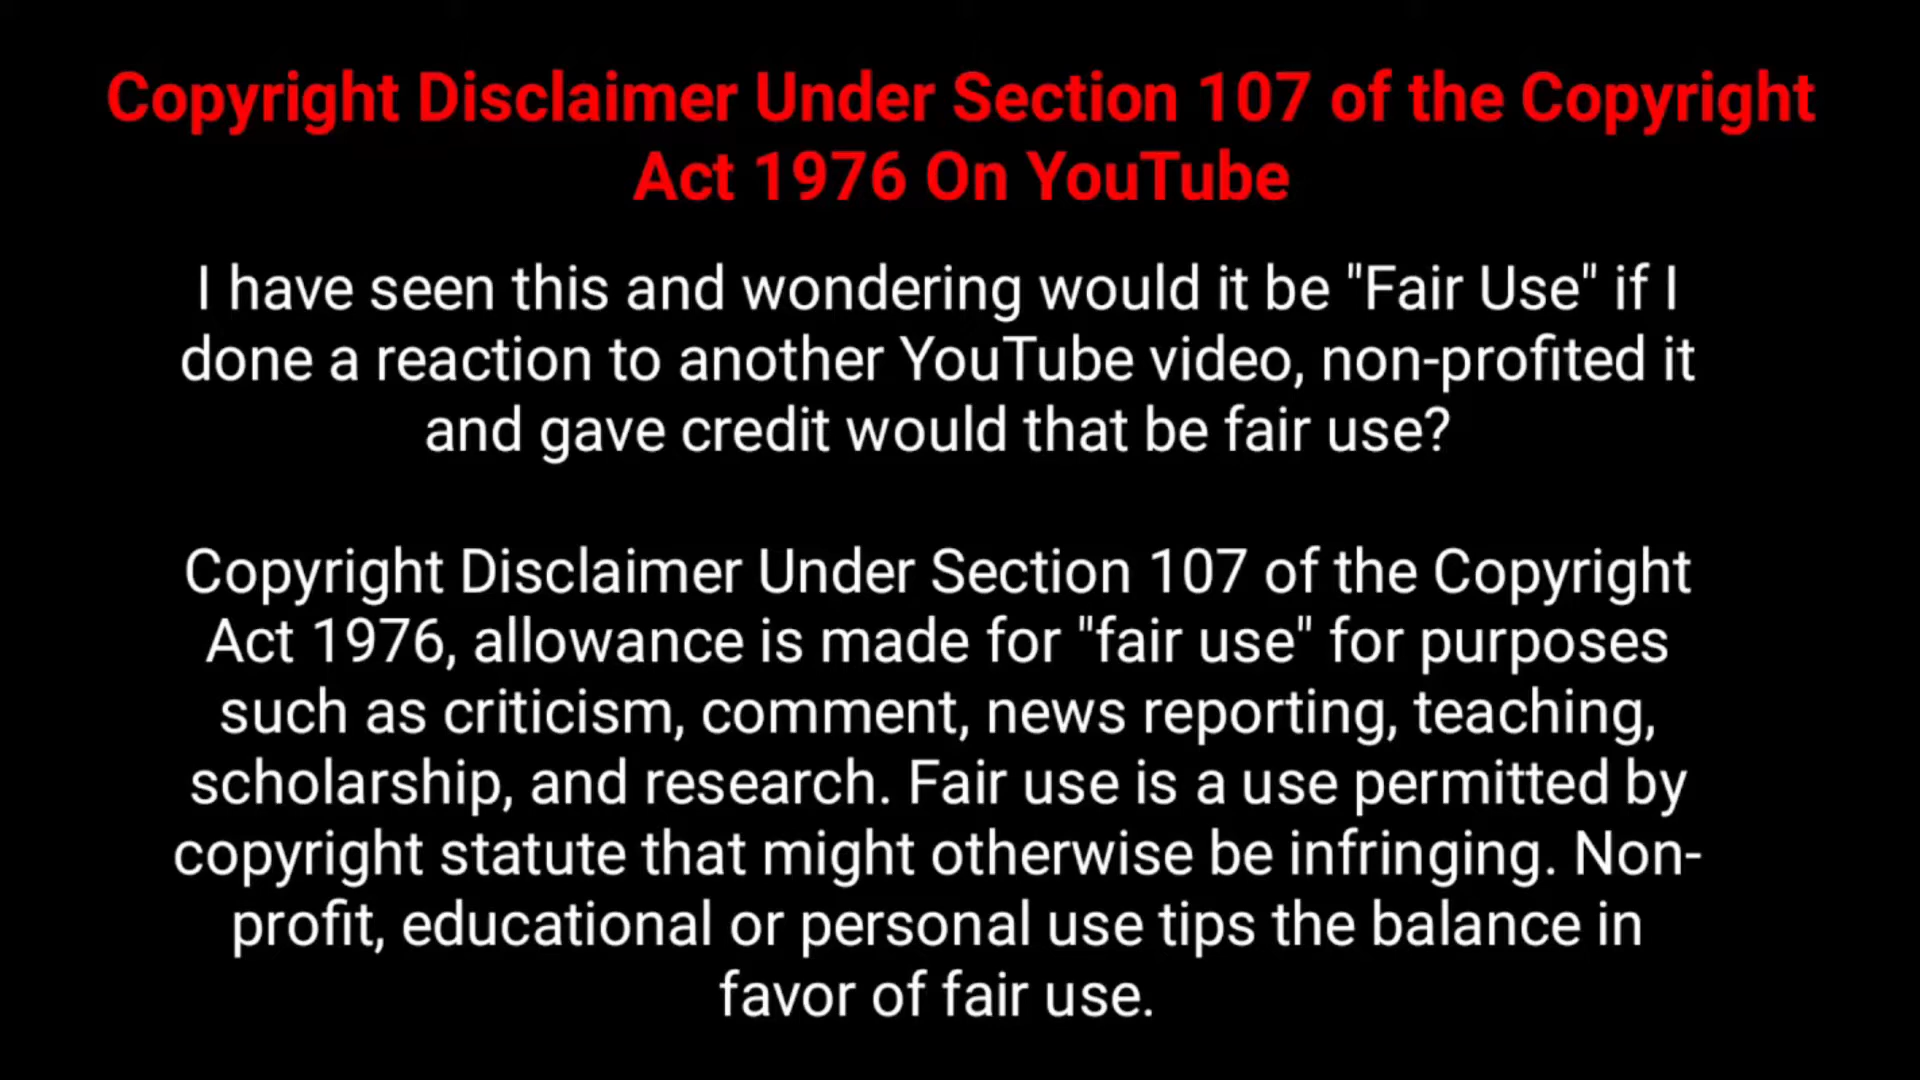 Copyright Disclaimer Under Section 107 of the Copyright
Act 1976 On YouTube
I have seen this and wondering would it be "Fair Use" if I
done a reaction to another YouTube video, non-profited it
and gave credit would that be fair use?
Copyright Disclaimer Under Section 107 of the Copyright
Act 1976, allowance is made for "fair use" for purposes
such as criticism, comment, news reporting, teaching,
scholarship, and research. Fair use is a use permitted by
copyright statute that might otherwise be infringing. Non-
profit, educational or personal use tips the balance in
favor of fair use.